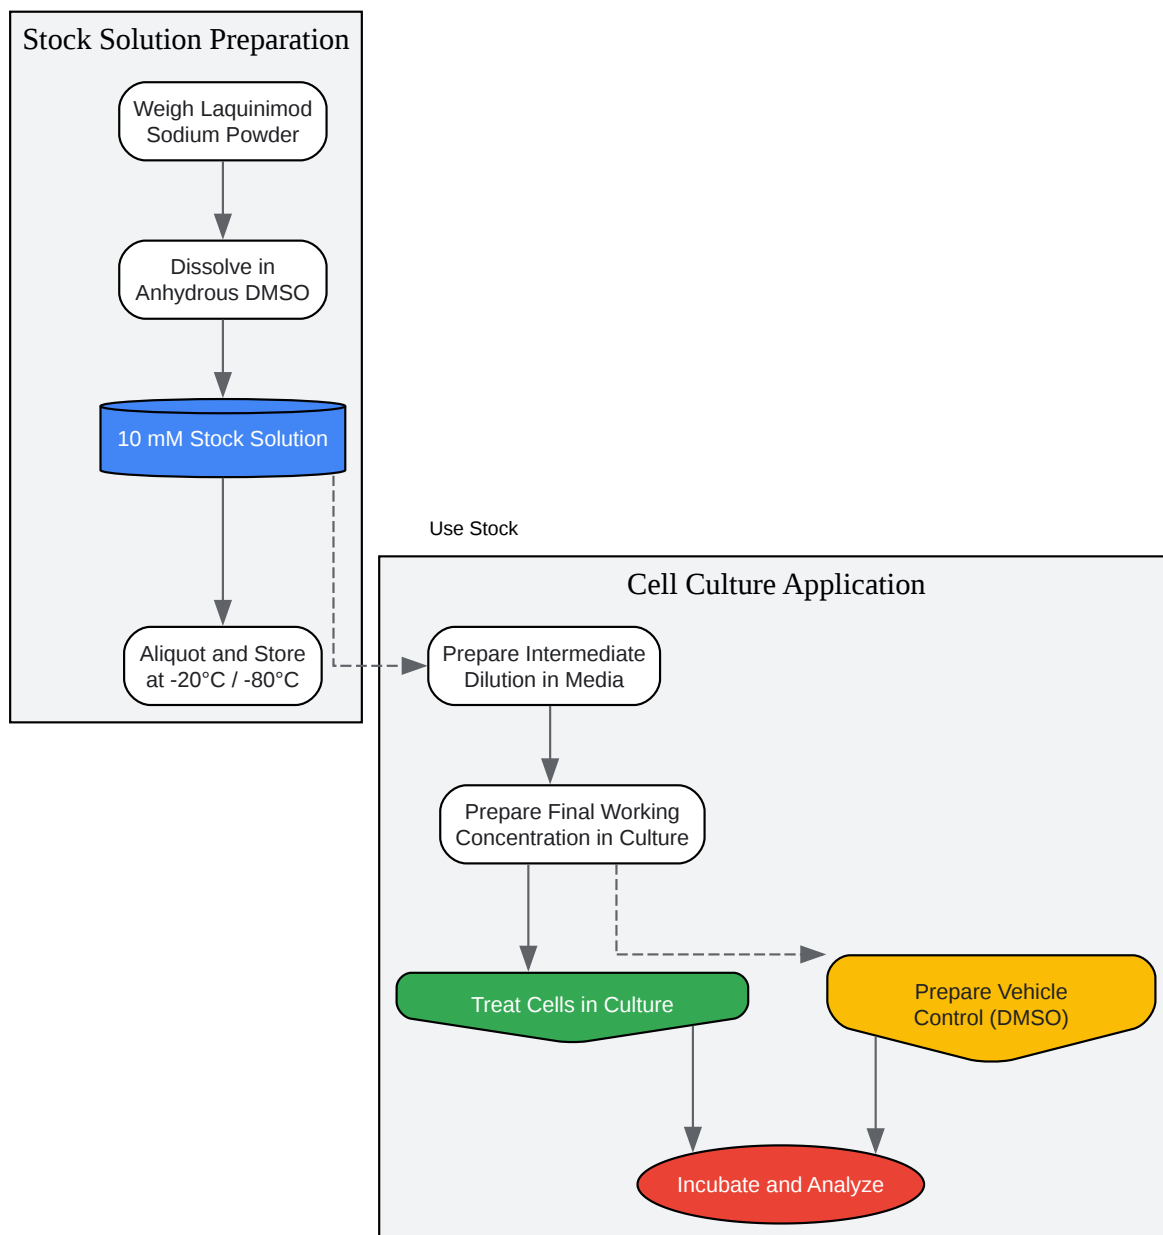 Stock Solution Preparation
Weigh Laquinimod
Sodium Powder
Dissolve in
Anhydrous DMSO
10 mM Stock Solution
Aliquot and Store
at -20°C / -80°C
Use Stock
Cell Culture Application
Prepare Intermediate
Dilution in Media
Prepare Final Working
Concentration in Culture
Treat Cells in Culture
Prepare Vehicle
Control (DMSO)
Incubate and Analyze